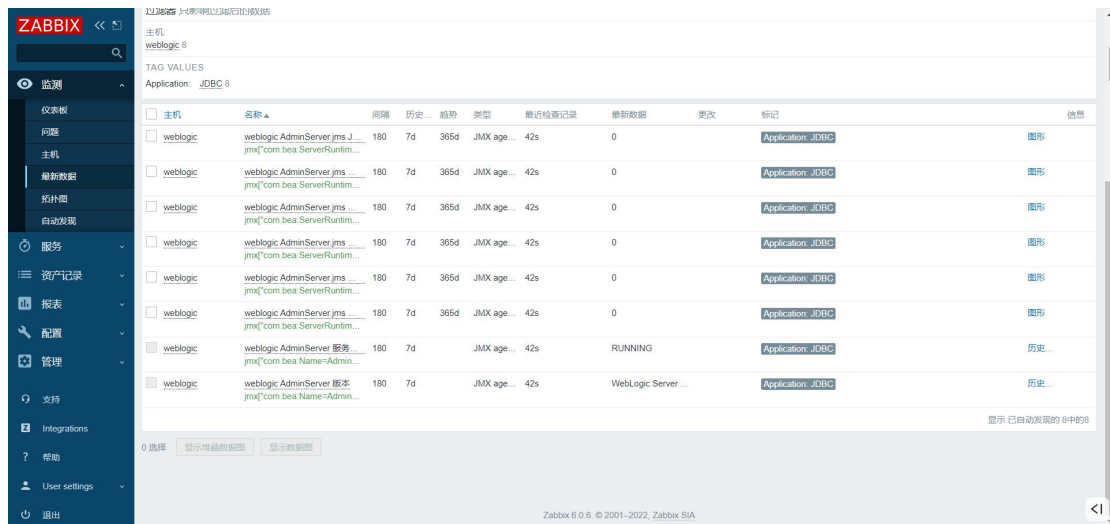 过滤器 只影响过滤后的数据
ZABBIX
主机
weblogic 8
TAG VALUES
Application: JDBC 8
监测
仪表板
问题
主机
最新数据
拓扑图
自动发现
服务
资产记录
报表
配置
管理
支持
Integrations
帮助
User settings
退出
主机 名称 间隔 历史... 趋势 类型 最近检查记录 最新数据 更改 标记 信息
weblogic weblogic AdminServer.jms J... 180 7d 365d JMX age... 42s 0 Application: JDBC 图形
jmx["com.bea:ServerRuntim...
weblogic weblogic AdminServer.jms ... 180 7d 365d JMX age... 42s 0 Application: JDBC 图形
jmx["com.bea:ServerRuntim...
weblogic weblogic AdminServer.jms ... 180 7d 365d JMX age... 42s 0 Application: JDBC 图形
jmx["com.bea:ServerRuntim...
weblogic weblogic AdminServer.jms ... 180 7d 365d JMX age... 42s 0 Application: JDBC 图形
jmx["com.bea:ServerRuntim...
weblogic weblogic AdminServer.jms ... 180 7d 365d JMX age... 42s 0 Application: JDBC 图形
jmx["com.bea:ServerRuntim...
weblogic weblogic AdminServer.jms ... 180 7d 365d JMX age... 42s 0 Application: JDBC 图形
jmx["com.bea:ServerRuntim...
weblogic weblogic AdminServer 服务... 180 7d JMX age... 42s RUNNING Application: JDBC 历史...
jmx["com.bea:Name=Admin...
weblogic weblogic AdminServer 版本 180 7d JMX age... 42s WebLogic Server ... Application: JDBC 历史...
jmx["com.bea:Name=Admin...
显示 已自动发现的 8中的8
0 选择 显示堆叠数据图 显示数据图
Zabbix 6.0.6. © 2001–2022, Zabbix SIA